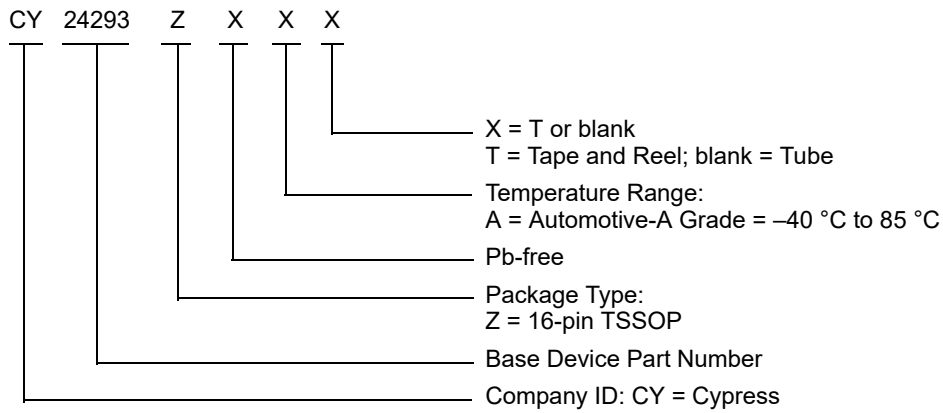 CY 24293 Z X X X
X = T or blank
T = Tape and Reel; blank = Tube
Temperature Range:
A = Automotive-A Grade = –40 °C to 85 °C
Pb-free
Package Type:
Z = 16-pin TSSOP
Base Device Part Number
Company ID: CY = Cypress